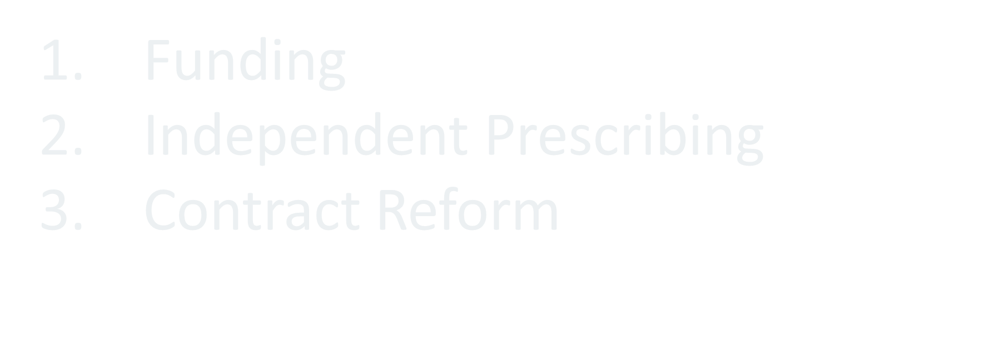 1. Funding
2. Independent Prescribing
3. Contract Reform